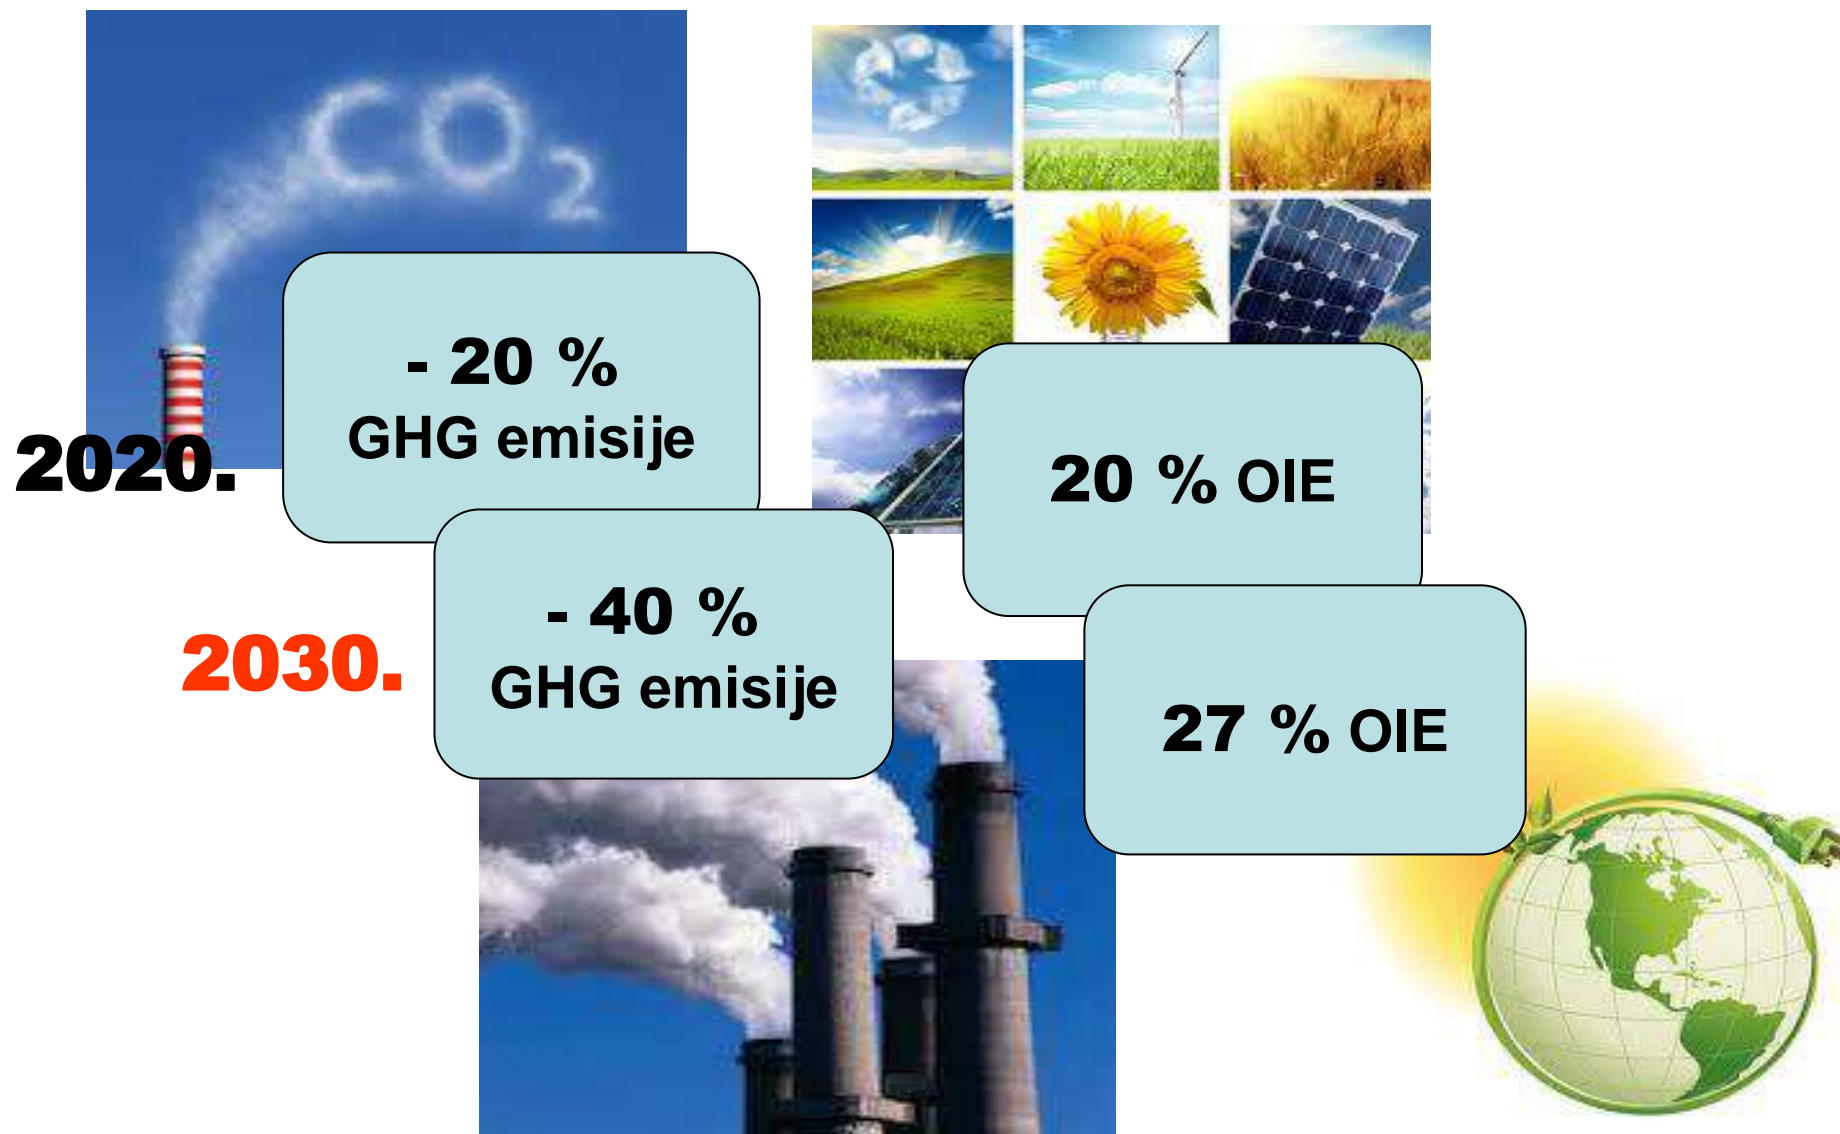 CO2
- 20 %
GHG emisije
2020.
20 % OIE
- 40 %
GHG emisije
2030.
27 % OIE